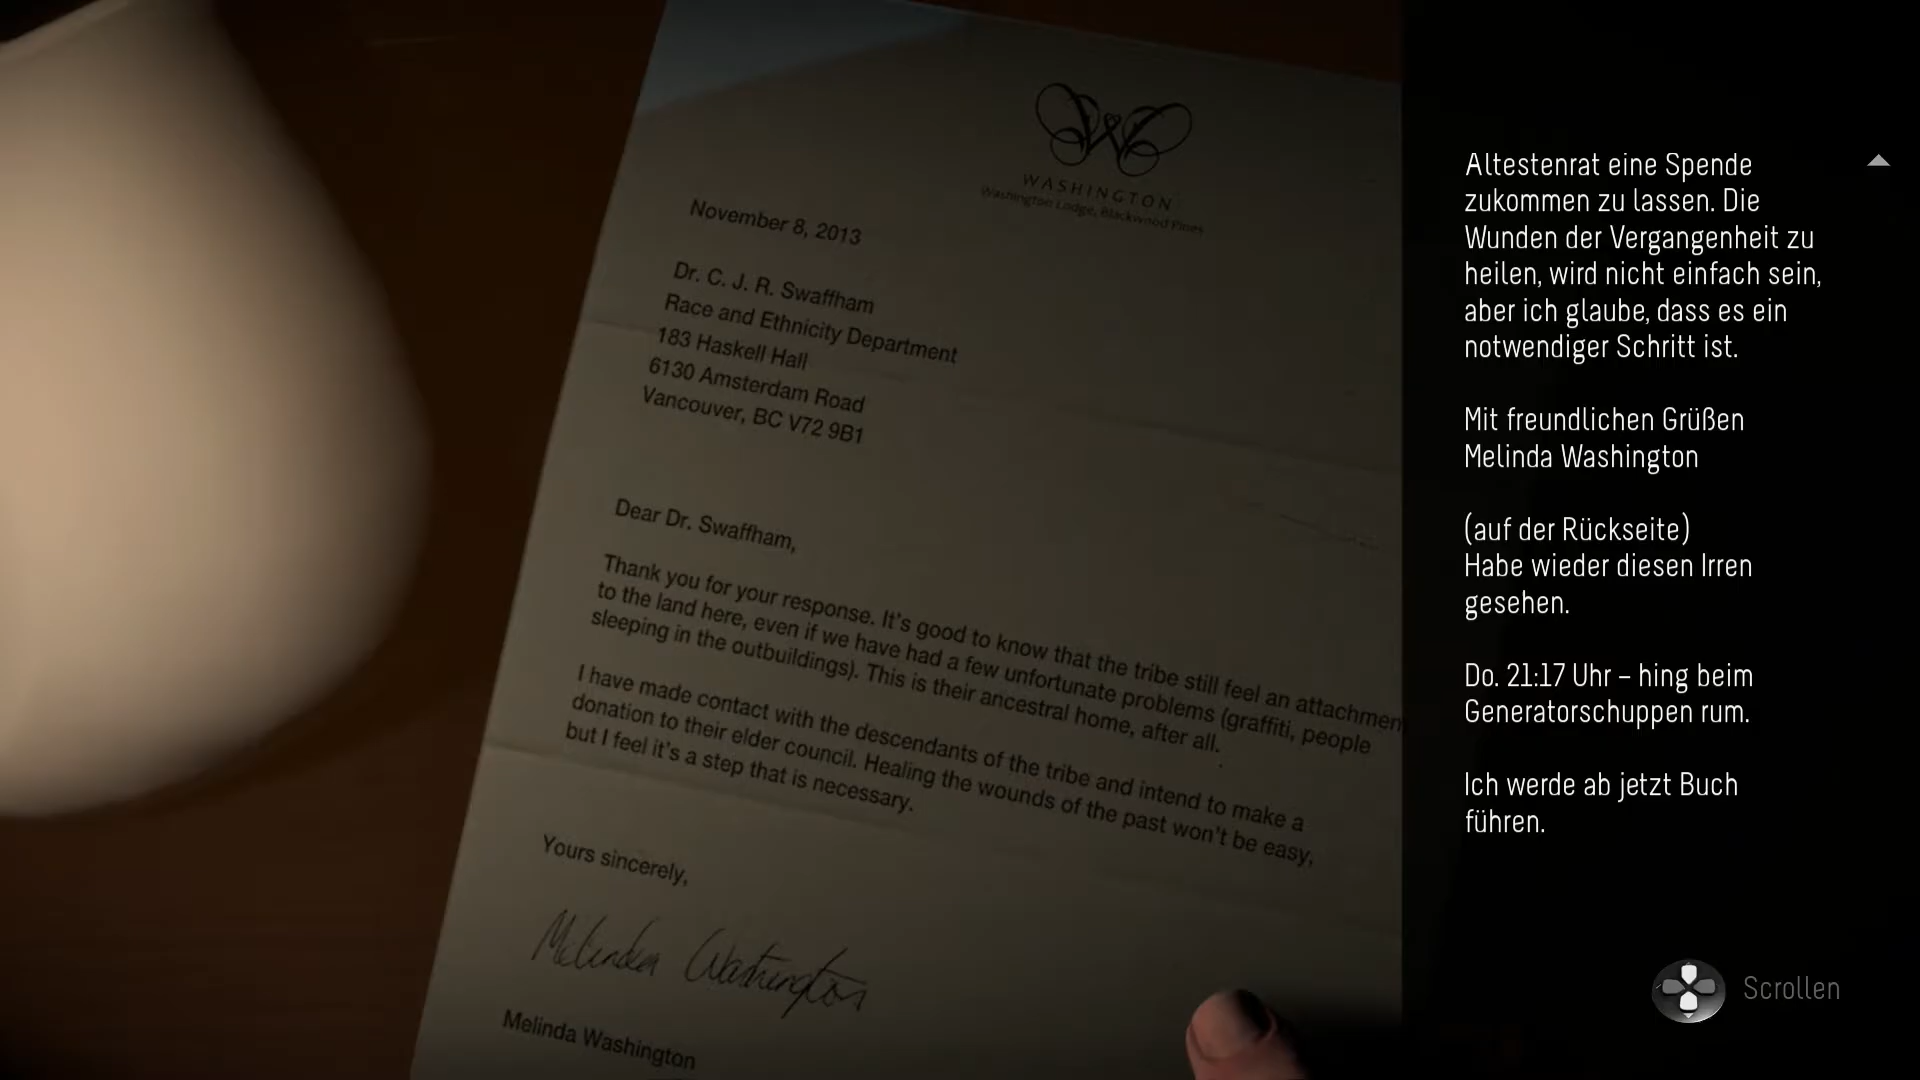 W
WASHINGTON
Washington Lodge, Blackwood Pines
November 8, 2013
Dr. C. J. R. Swaffham
Race and Ethnicity Department
183 Haskell Hall
6130 Amsterdam Road
Vancouver, BC V72 9B1
Dear Dr. Swaffham,
Thank you for your response. It's good to know that the tribe still feel an attachmen
to the land here, even if we have had a few unfortunate problems (graffiti, people
sleeping in the outbuildings). This is their ancestral home, after all.
I have made contact with the descendants of the tribe and intend to make a
donation to their elder council. Healing the wounds of the past won't be easy,
but I feel it's a step that is necessary.
Yours sincerely,
Melinda Washington
Melinda Washington
Ältestenrat eine Spende
zukommen zu lassen. Die
Wunden der Vergangenheit zu
heilen, wird nicht einfach sein,
aber ich glaube, dass es ein
notwendiger Schritt ist.
Mit freundlichen Grüßen
Melinda Washington
(auf der Rückseite)
Habe wieder diesen Irren
gesehen.
Do. 21:17 Uhr – hing beim
Generatorschuppen rum.
Ich werde ab jetzt Buch
führen.
Scrollen